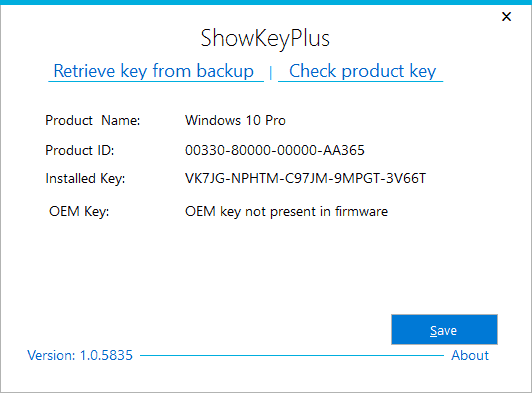 ShowKeyPlus
Retrieve key from backup | Check product key
Product Name: Windows 10 Pro
Product ID: 00330-80000-00000-AA365
Installed Key: VK7JG-NPHTM-C97JM-9MPGT-3V66T
OEM Key: OEM key not present in firmware
Save
Version: 1.0.5835 About